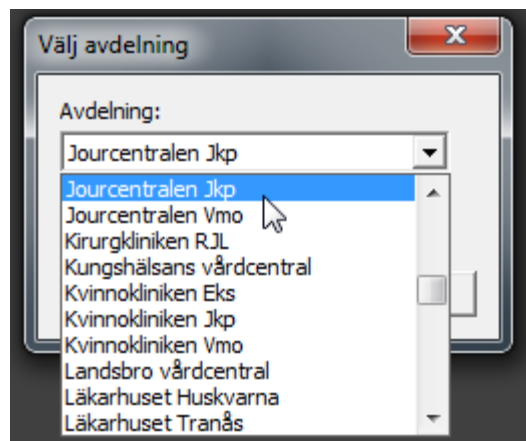 Välj avdelning
Avdelning:
Jourcentralen Jkp
Jourcentralen Jkp
Jourcentralen Vmo
Kirurgkliniken RJL
Kungshälsans vårdcentral
Kvinnokliniken Eks
Kvinnokliniken Jkp
Kvinnokliniken Vmo
Landsbro vårdcentral
Läkarhuset Huskvarna
Läkarhuset Tranås